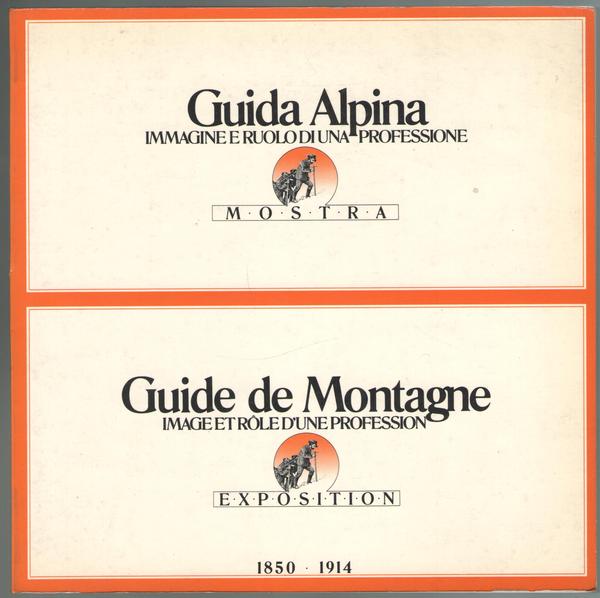 Guida Alpina
IMMAGINE E RUOLO DI UNA PROFESSIONE
M·O·S·T·R·A
Guide de Montagne
IMAGE ET RÔLE D'UNE PROFESSION
E·X·P·O·S·I·T·I·O·N
1850 · 1914